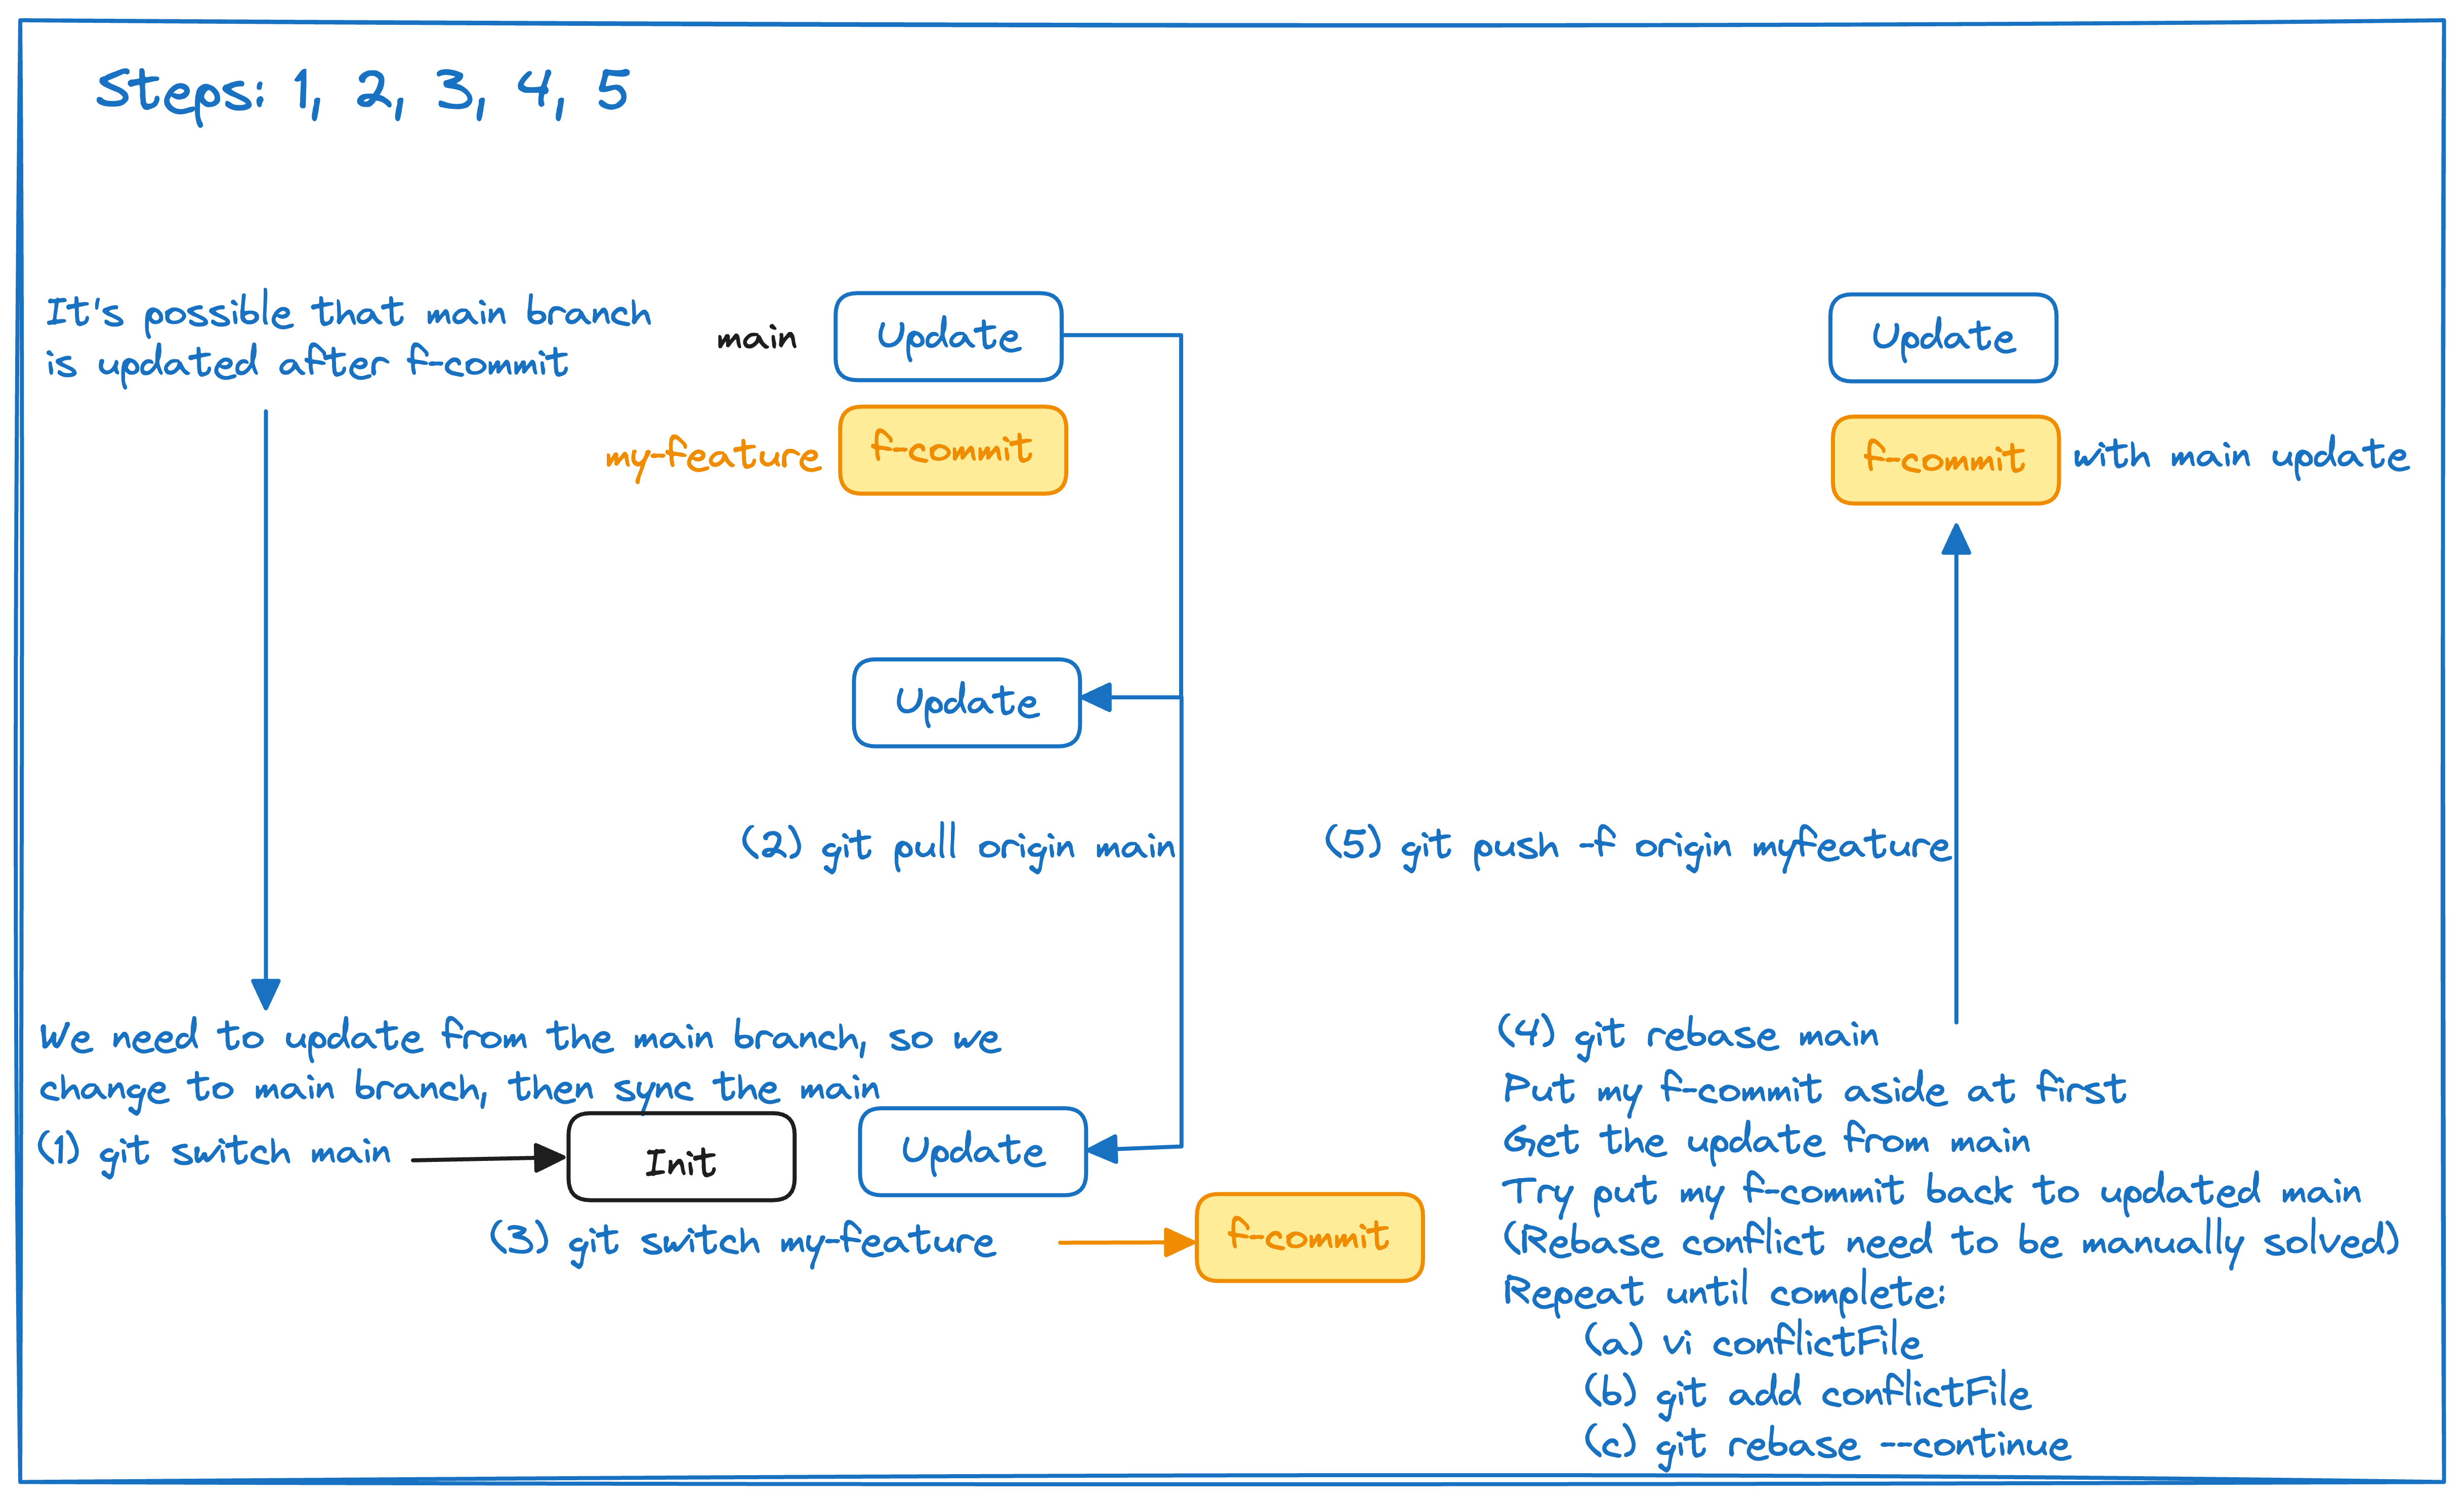 Steps: 1, 2, 3, 4, 5
It's possible that main branch
is updated after f-commit
main
Update
my-feature
f-commit
Update
f-commit
with main update
Update
(2) git pull origin main
(5) git push -f origin myfeature
We need to update from the main branch, so we
change to main branch, then sync the main
(1) git switch main
Init
Update
(3) git switch my-feature
f-commit
(4) git rebase main
Put my f-commit aside at first
Get the update from main
Try put my f-commit back to updated main
(Rebase conflict need to be manually solved)
Repeat until complete:
(a) vi conflictFile
(b) git add conflictFile
(c) git rebase --continue